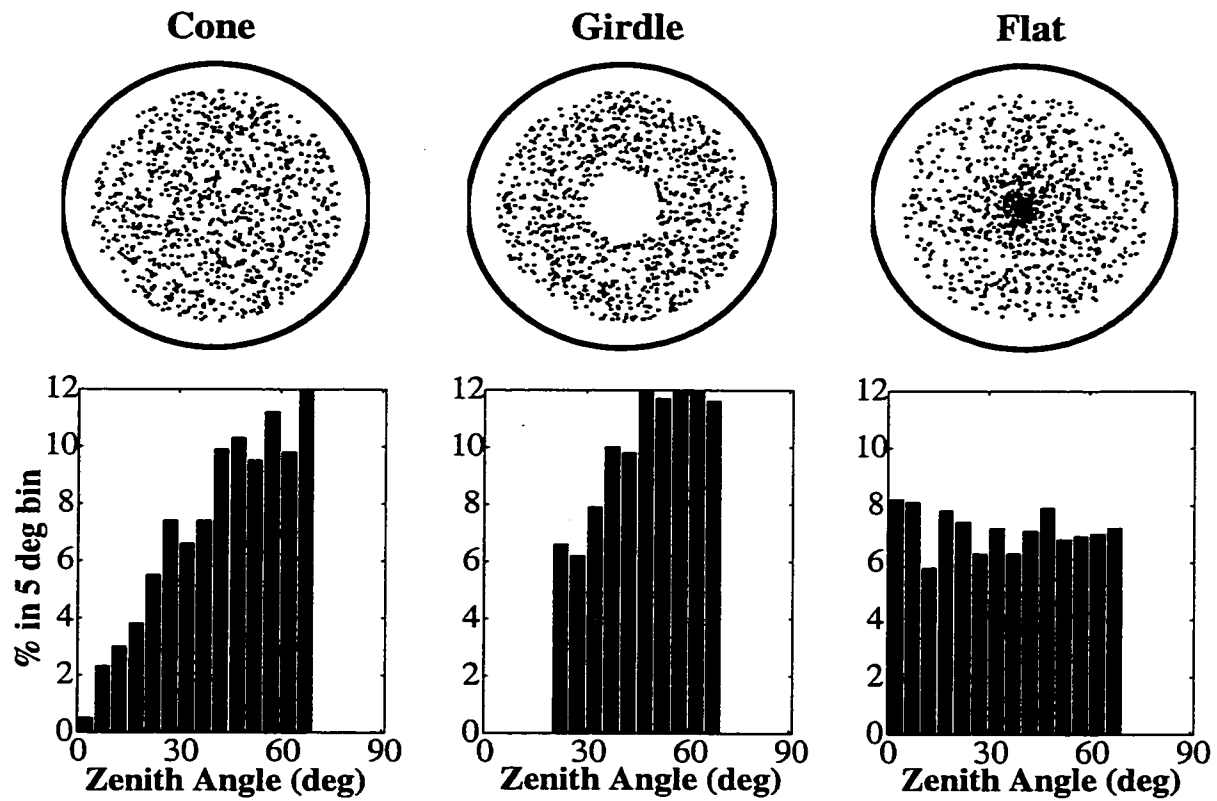 Cone Girdle Flat
12 12 12
10 10 10
8 8 8
6 6 6
4 4 4
2 2 2
0 0 0
% in 5 deg bin
0 30 60 90 0 30 60 90 0 30 60 90
Zenith Angle (deg) Zenith Angle (deg) Zenith Angle (deg)